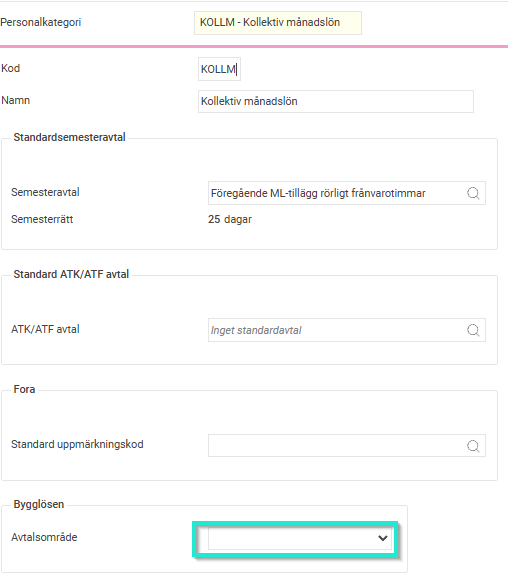 Personalkategori KOLLM - Kollektiv månadslön
Kod KOLLM
Namn Kollektiv månadslön
Standardsemesteravtal
Semesteravtal Föregående ML-tillägg rörligt frånvarotimmar
Semesterrätt 25 dagar
Standard ATK/ATF avtal
ATK/ATF avtal Inget standardavtal
Fora
Standard uppmärkningskod
Bygglösen
Avtalsområde